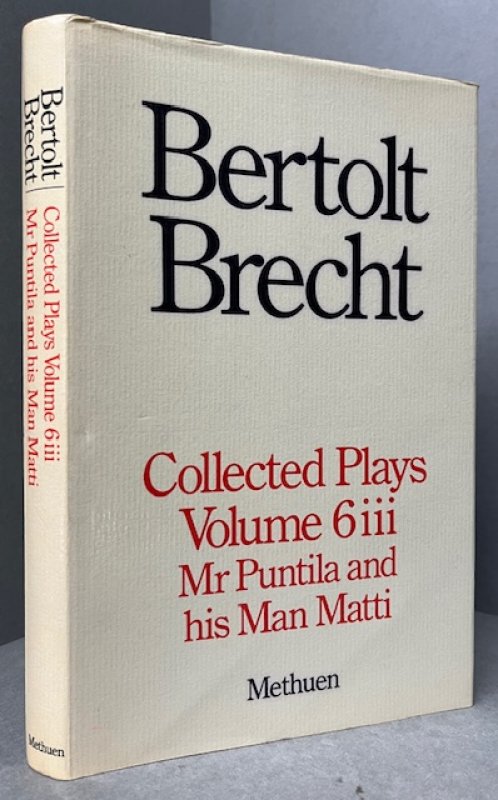 Bertolt
Brecht
Collected Plays Volume 6iii
Mr Puntila and his Man Matti
Methuen
Bertolt
Brecht
Collected Plays
Volume 6iii
Mr Puntila and
his Man Matti
Methuen